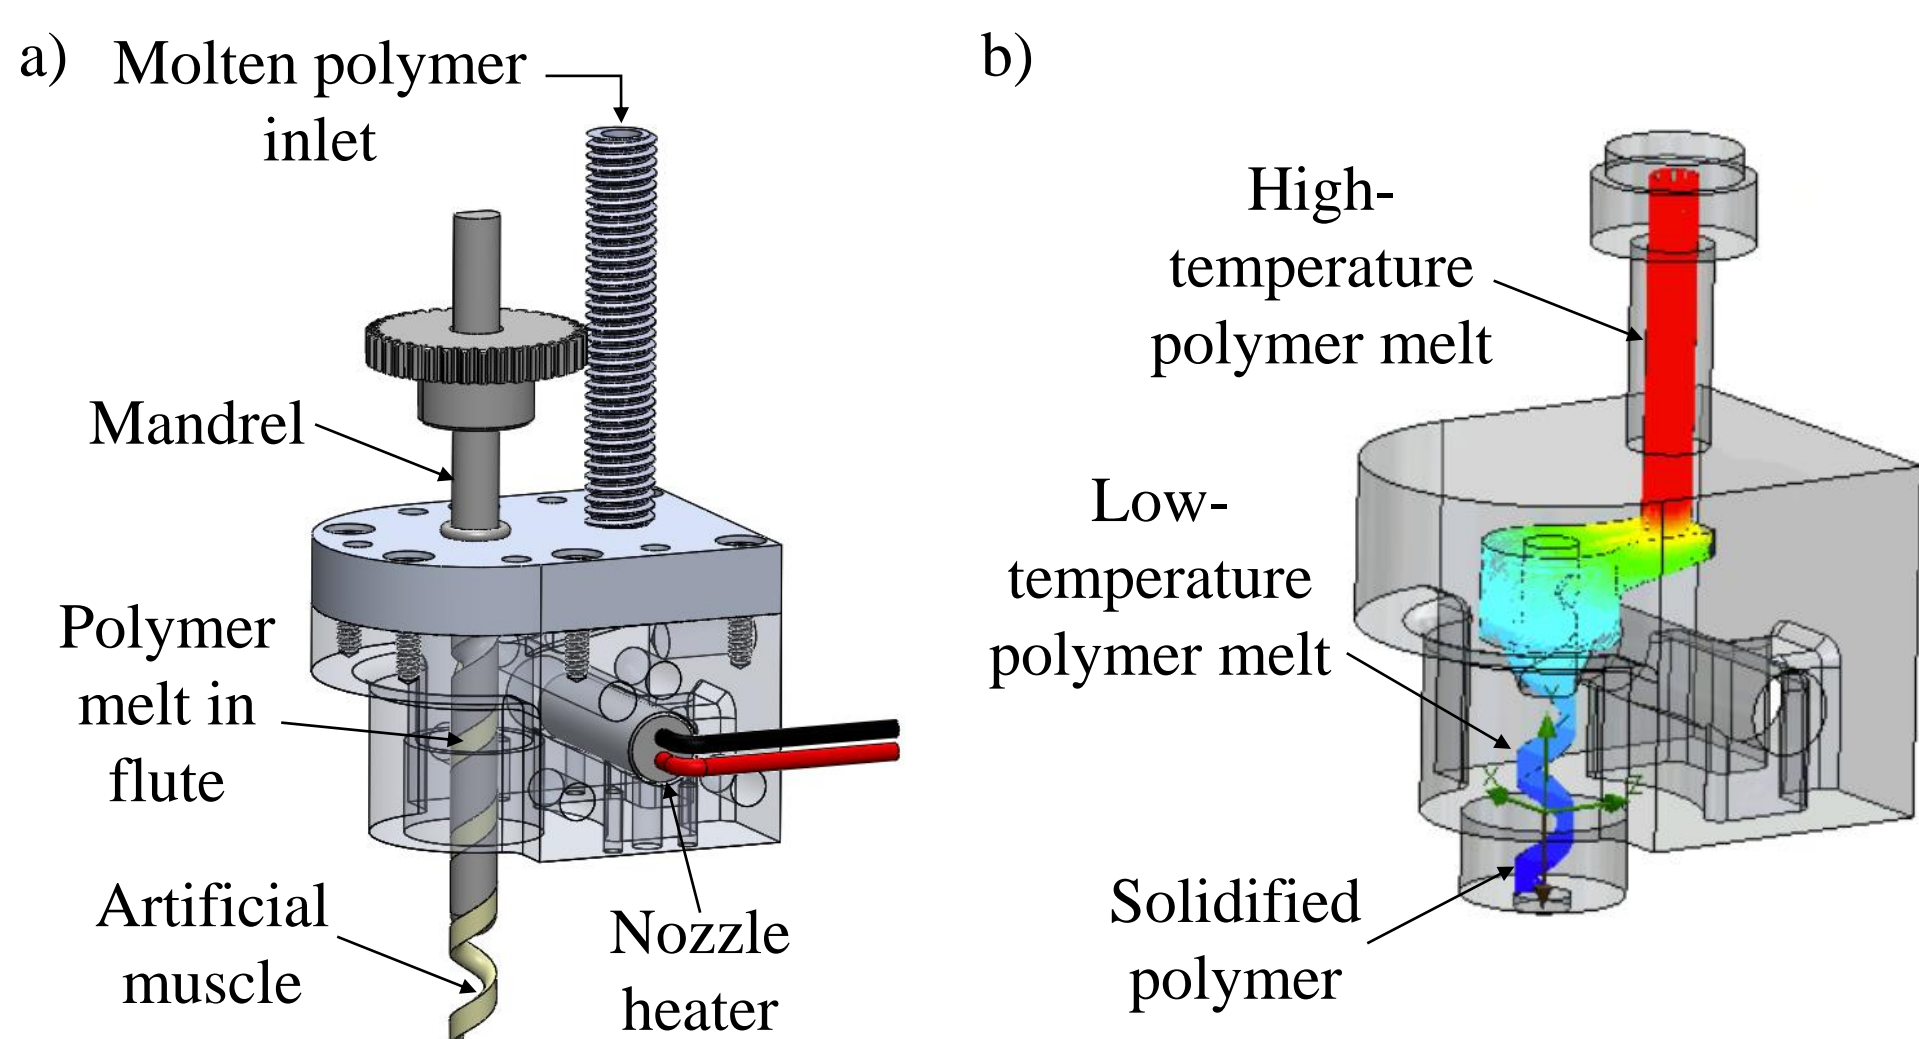 a)
Molten polymer
inlet
Mandrel
Polymer
melt in
flute
Artificial
muscle
Nozzle
heater
b)
High-
temperature
polymer melt
Low-
temperature
polymer melt
Y
X
Z
Solidified
polymer